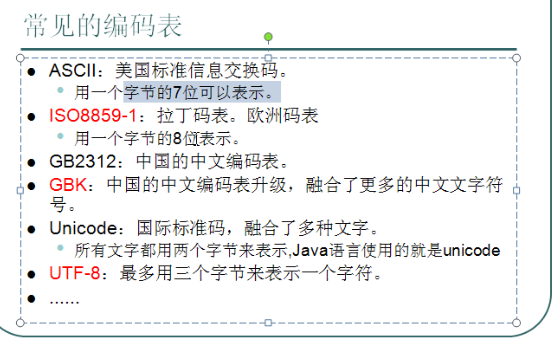 常见的编码表
● ASCII：美国标准信息交换码。
● 用一个字节的7位可以表示。
● ISO8859-1：拉丁码表。欧洲码表
● 用一个字节的8位表示。
● GB2312：中国的中文编码表。
● GBK：中国的中文编码表升级，融合了更多的中文文字符
号。
● Unicode：国际标准码，融合了多种文字。
● 所有文字都用两个字节来表示,Java语言使用的就是unicode
● UTF-8：最多用三个字节来表示一个字符。
● ......